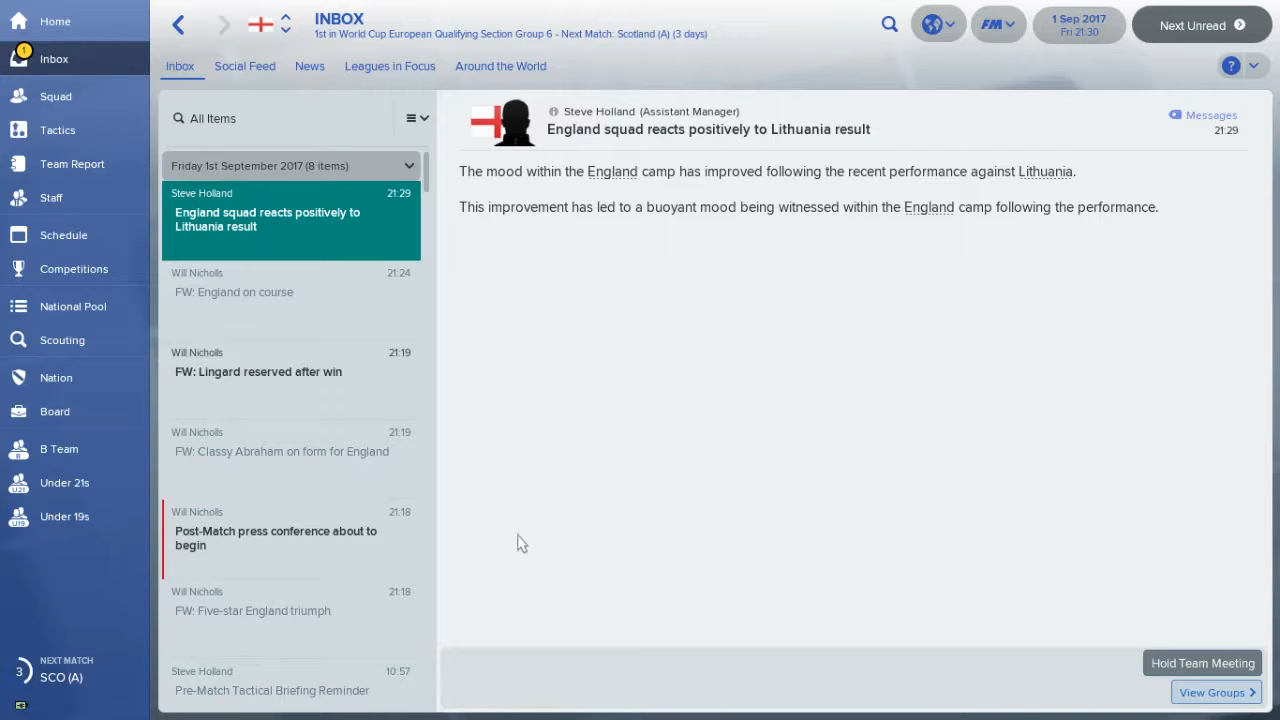 Home
1
Inbox
Squad
Tactics
Team Report
Staff
Schedule
Competitions
National Pool
Scouting
Nation
Board
B Team
Under 21s
Under 19s
3
NEXT MATCH
SCO (A)
INBOX
1st in World Cup European Qualifying Section Group 6 - Next Match: Scotland (A) (3 days)
FM
1 Sep 2017
Fri 21:30
Next Unread
Inbox
Social Feed
News
Leagues in Focus
Around the World
?
All Items
Friday 1st September 2017 (8 items)
Steve Holland 21:29
England squad reacts positively to
Lithuania result
Will Nicholls 21:24
FW: England on course
Will Nicholls 21:19
FW: Lingard reserved after win
Will Nicholls 21:19
FW: Classy Abraham on form for England
Will Nicholls 21:18
Post-Match press conference about to
begin
Will Nicholls 21:18
FW: Five-star England triumph
Steve Holland 10:57
Pre-Match Tactical Briefing Reminder
Steve Holland (Assistant Manager)
England squad reacts positively to Lithuania result
Messages
21:29
The mood within the England camp has improved following the recent performance against Lithuania.
This improvement has led to a buoyant mood being witnessed within the England camp following the performance.
Hold Team Meeting
View Groups